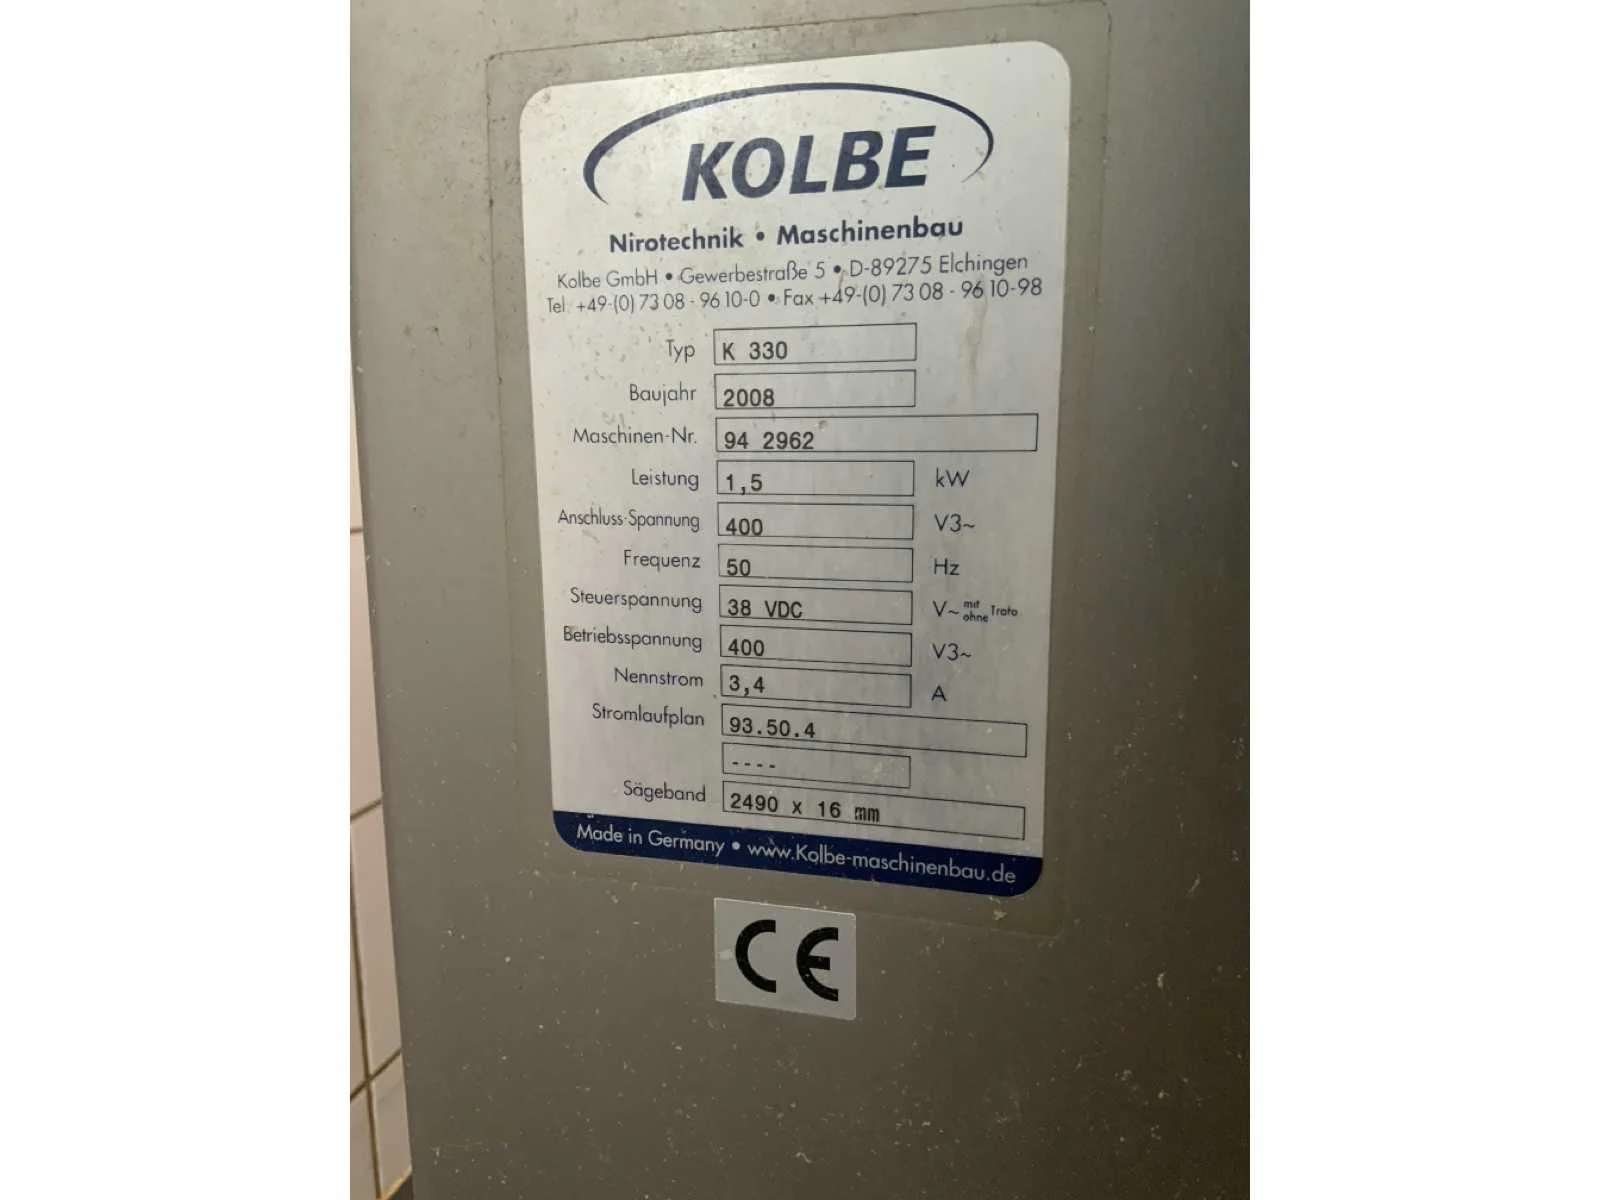 KOLBE
Nirotechnik • Maschinenbau
Kolbe GmbH • Gewerbestraße 5 • D-89275 Elchingen
Tel. +49-(0) 73 08 - 96 10-0 • Fax +49-(0) 73 08 - 96 10-98
Typ K 330
Baujahr 2008
Maschinen-Nr. 94 2962
Leistung 1,5 kW
Anschluss-Spannung 400 V3~
Frequenz 50 Hz
Steuerspannung 38 VDC V~ mit ohne Trafo
Betriebsspannung 400 V3~
Nennstrom 3,4 A
Stromlaufplan 93.50.4
----
Sägeband 2490 x 16 mm
Made in Germany • www.Kolbe-maschinenbau.de
CE